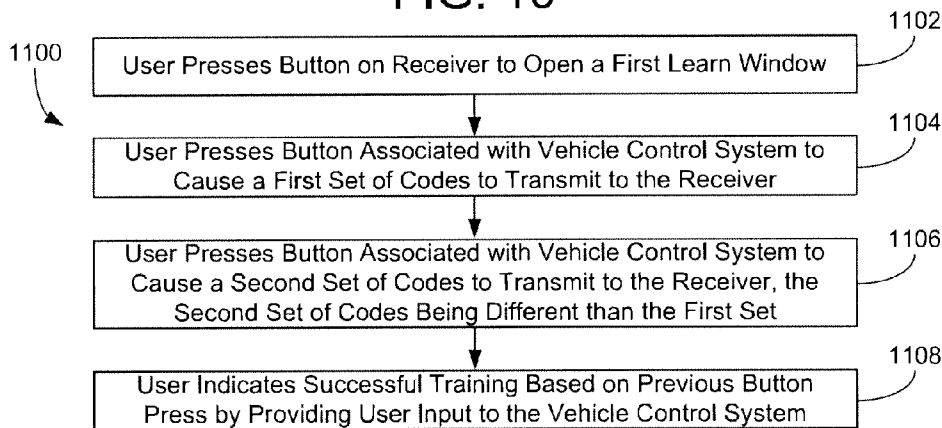 1102
1100
User Presses Button on Receiver to Open a First Learn Window
1104
User Presses Button Associated with Vehicle Control System to
Cause a First Set of Codes to Transmit to the Receiver
1106
User Presses Button Associated with Vehicle Control System to
Cause a Second Set of Codes to Transmit to the Receiver, the
Second Set of Codes Being Different than the First Set
1108
User Indicates Successful Training Based on Previous Button
Press by Providing User Input to the Vehicle Control System